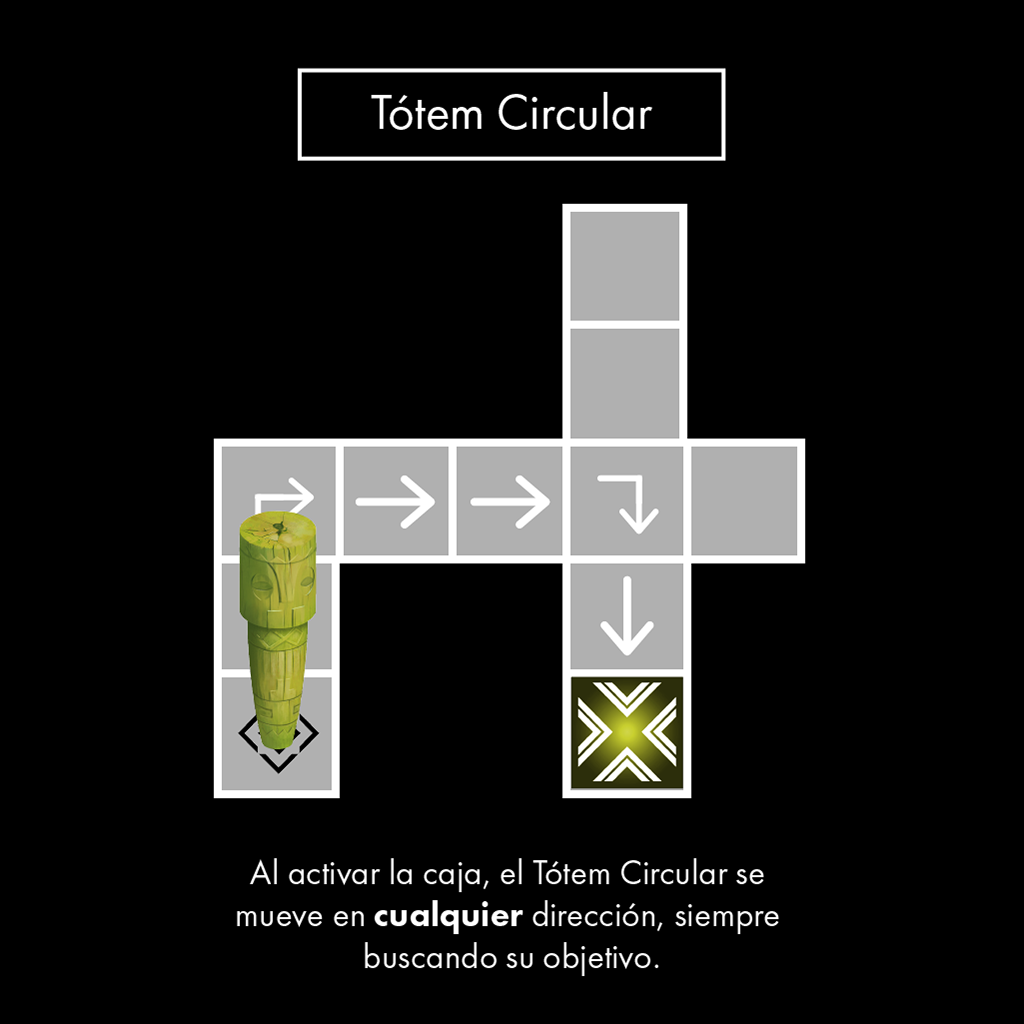 Tótem Circular
Al activar la caja, el Tótem Circular se
mueve en cualquier dirección, siempre
buscando su objetivo.